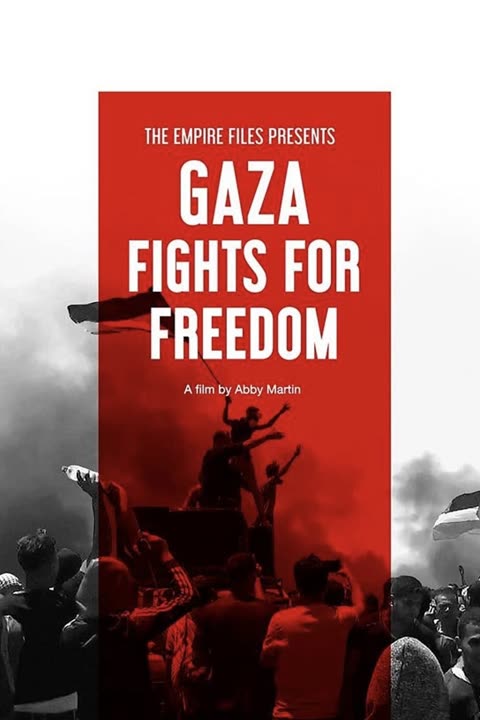 THE EMPIRE FILES PRESENTS
GAZA
FIGHTS FOR
FREEDOM
A film by Abby Martin